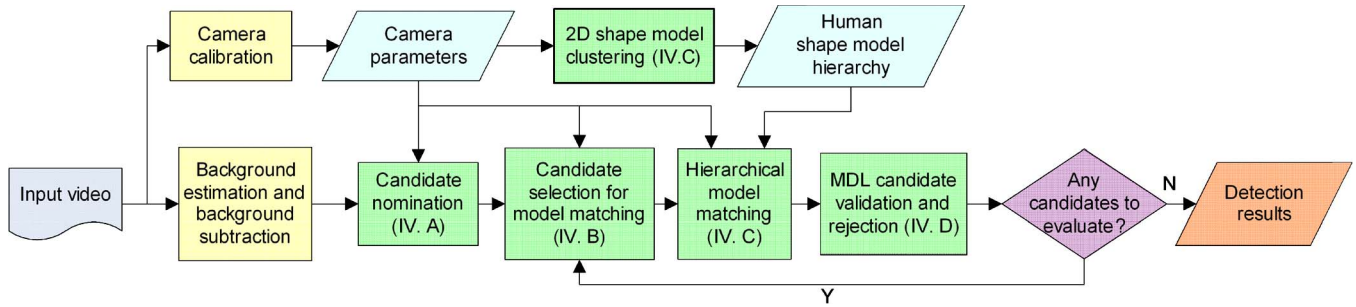 Camera
calibration
Camera
parameters
2D shape model
clustering (IV.C)
Human
shape model
hierarchy
Input video
Background
estimation and
background
subtraction
Candidate
nomination
(IV. A)
Candidate
selection for
model matching
(IV. B)
Hierarchical
model
matching
(IV. C)
MDL candidate
validation and
rejection (IV. D)
Any
candidates to
evaluate?
N
Detection
results
Y